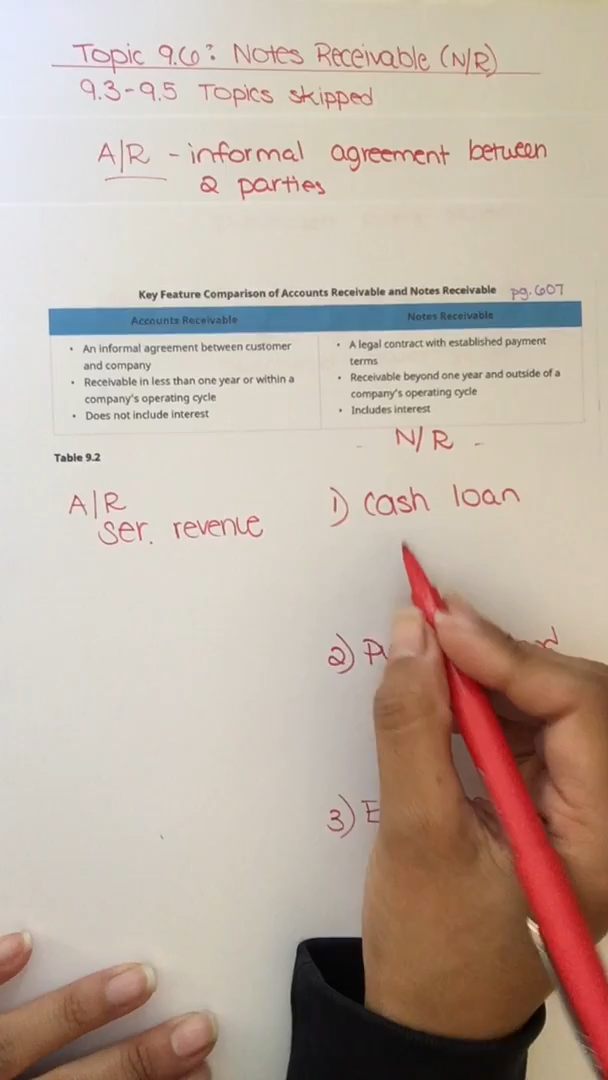 Topic 9.6: Notes Receivable (N/R)
9.3-9.5 Topics skipped
A/R - informal agreement between
2 parties
Key Feature Comparison of Accounts Receivable and Notes Receivable pg. 607
Accounts Receivable
• An informal agreement between customer
and company
• Receivable in less than one year or within a
company's operating cycle
• Does not include interest
Notes Receivable
• A legal contract with established payment
terms
• Receivable beyond one year and outside of a
company's operating cycle
• Includes interest
Table 9.2
A/R
ser. revenue
- N/R -
1) cash loan
2)
3)